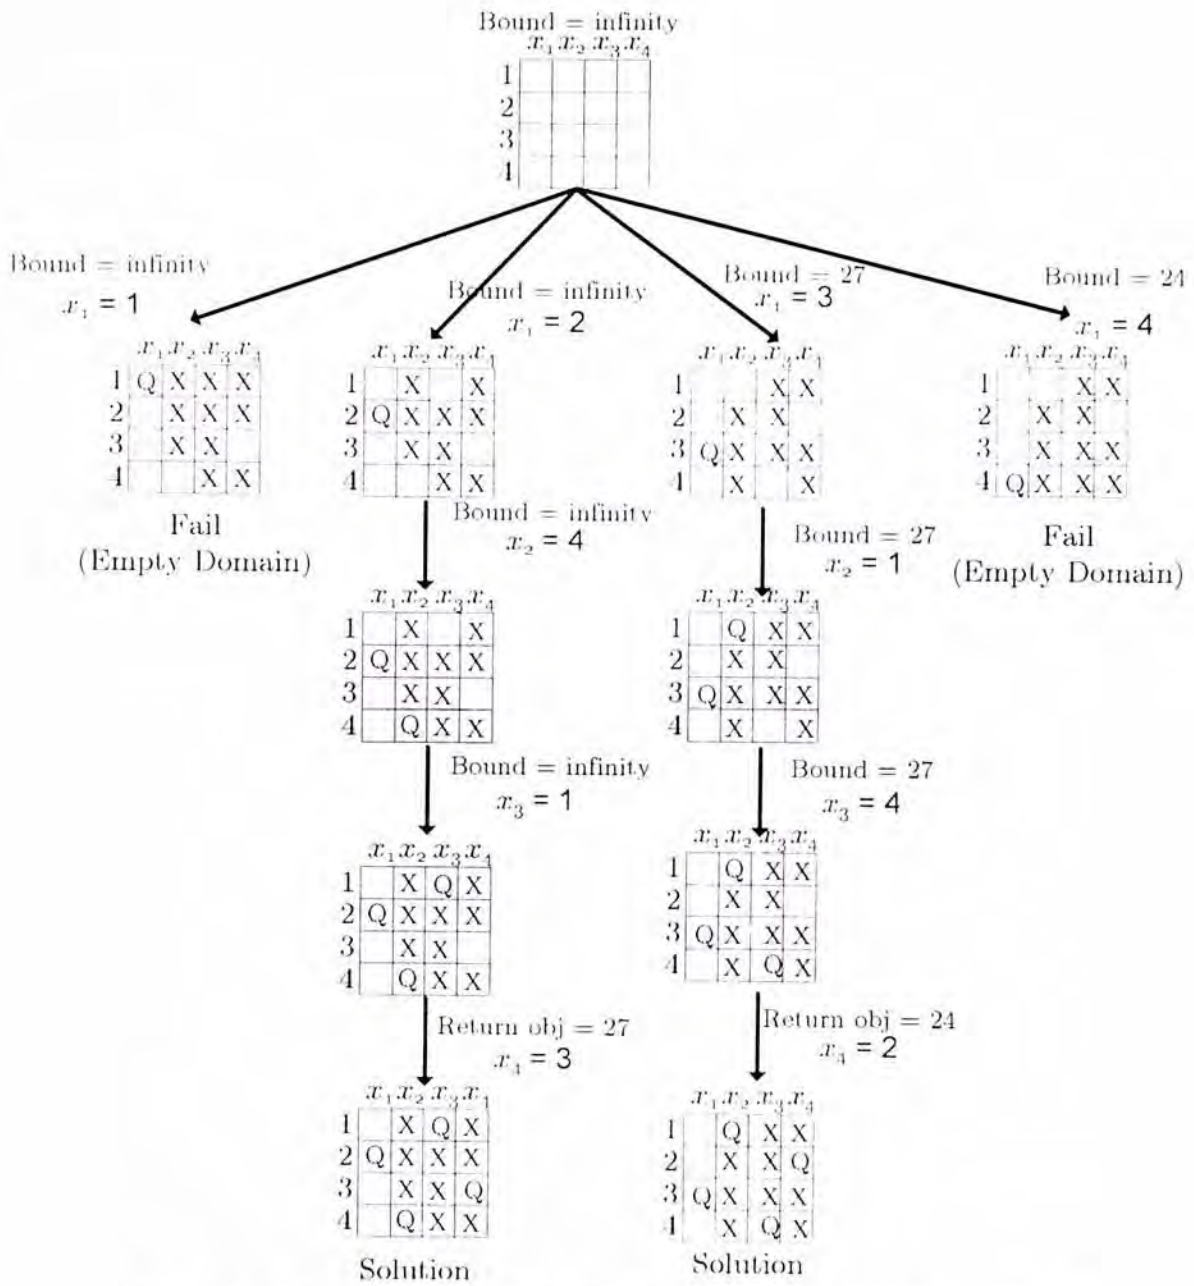 Bound = infinity
x₁ x₂ x₃ x₄
1
2
3
4
Bound = infinity
x₁ = 1
Bound = infinity
x₁ = 2
Bound = 27
x₁ = 3
Bound = 24
x₁ = 4
x₁ x₂ x₃ x₄
1 Q X X X
2 X X X
3 X X
4 X X
Fail
(Empty Domain)
x₁ x₂ x₃ x₄
1 X X
2 Q X X X
3 X X
4 X X
x₁ x₂ x₃ x₄
1 X X
2 X X
3 Q X X X
4 X X
x₁ x₂ x₃ x₄
1 X X
2 X X
3 X X X
4 Q X X X
Fail
(Empty Domain)
Bound = infinity
x₂ = 4
Bound = 27
x₂ = 1
x₁ x₂ x₃ x₄
1 X X
2 Q X X X
3 X X
4 Q X X
x₁ x₂ x₃ x₄
1 Q X X
2 X X
3 Q X X X
4 X X
Bound = infinity
x₃ = 1
Bound = 27
x₃ = 4
x₁ x₂ x₃ x₄
1 X Q X
2 Q X X X
3 X X
4 Q X X
x₁ x₂ x₃ x₄
1 Q X X
2 X X
3 Q X X X
4 X Q X
Return obj = 27
x₄ = 3
Return obj = 24
x₄ = 2
x₁ x₂ x₃ x₄
1 X Q X
2 Q X X X
3 X X Q
4 Q X X
Solution
x₁ x₂ x₃ x₄
1 Q X X
2 X X Q
3 Q X X X
4 X Q X
Solution